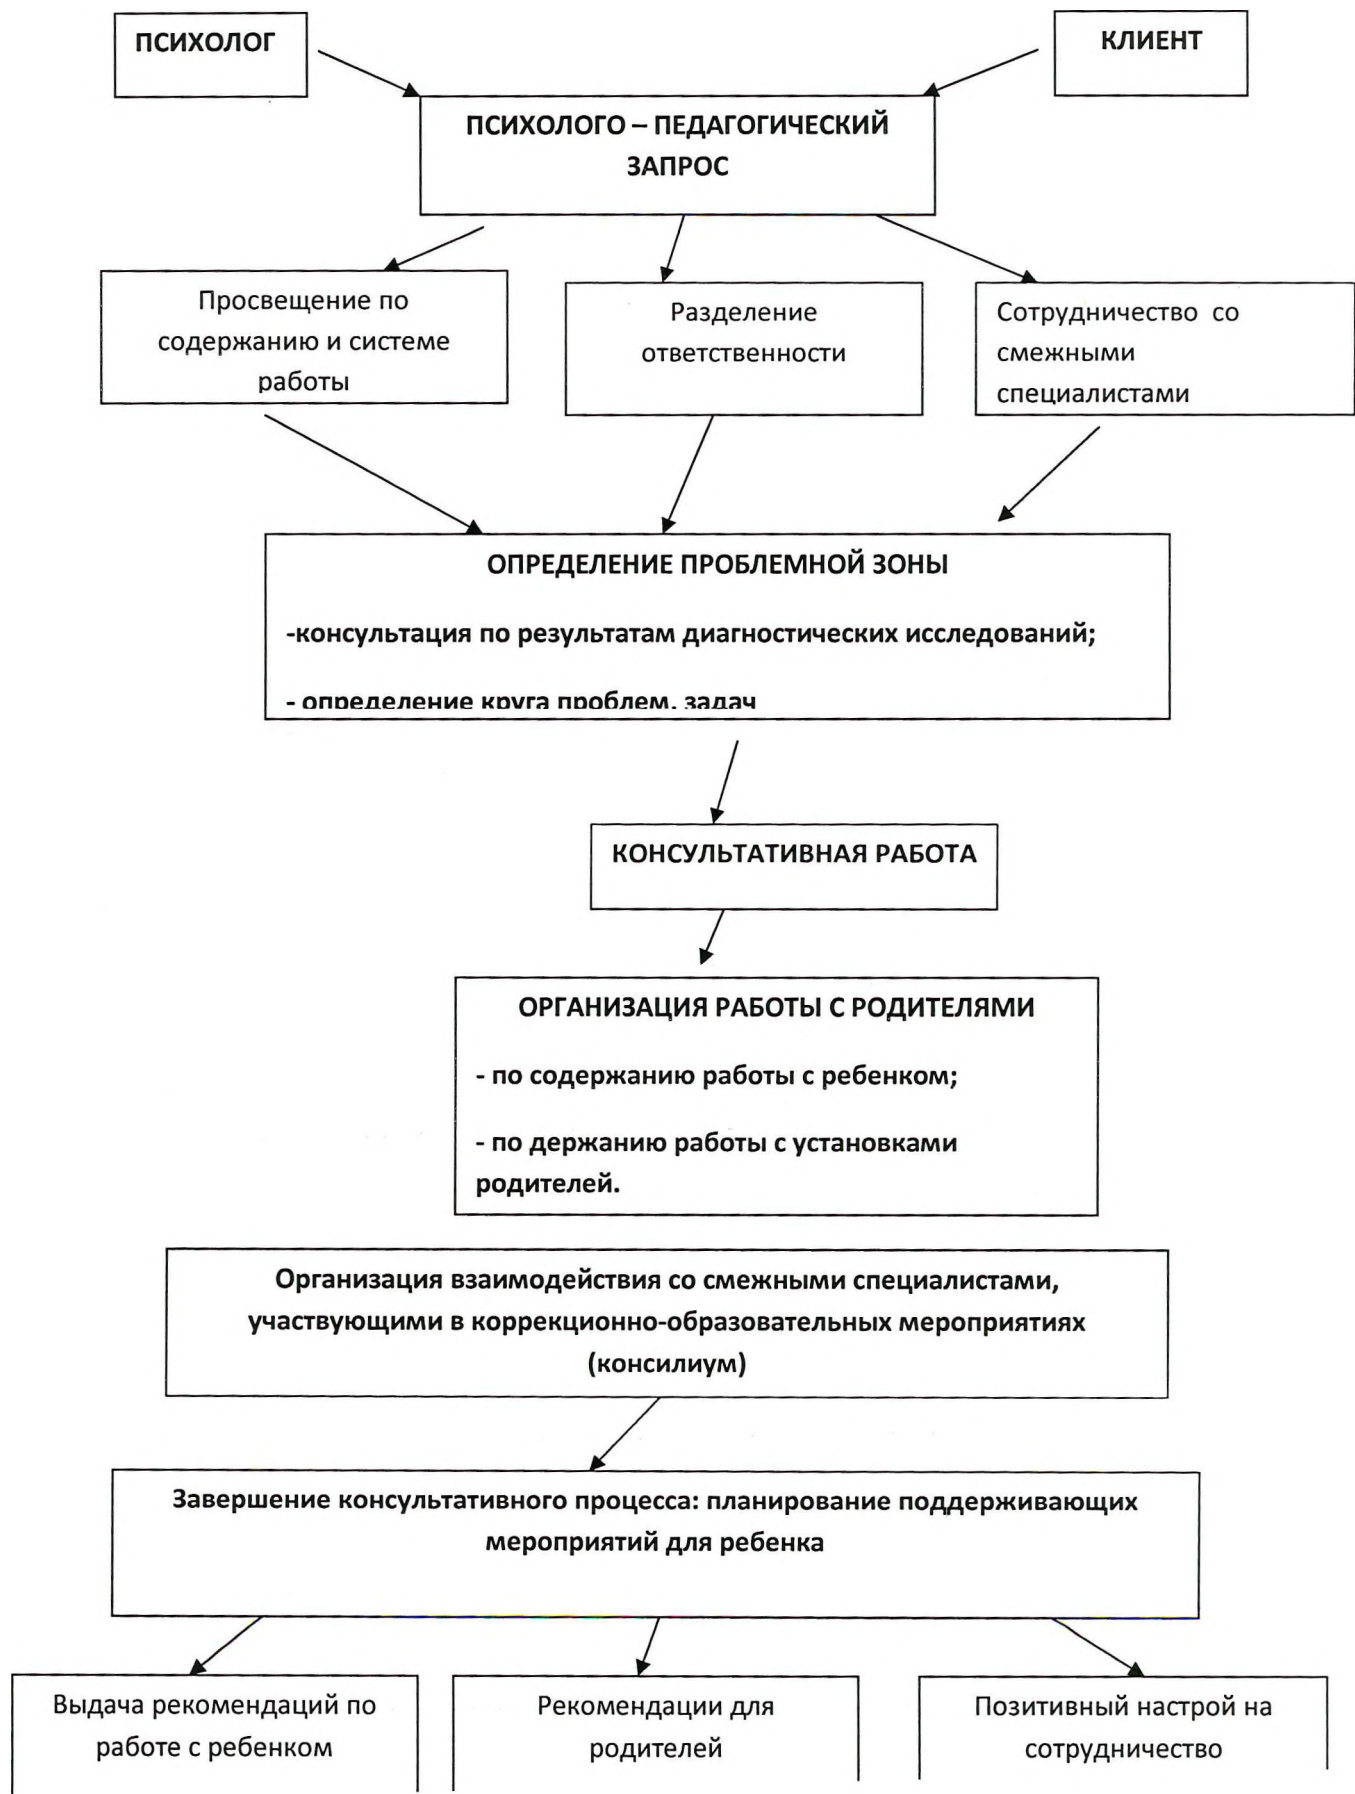 ПСИХОЛОГ
КЛИЕНТ
ПСИХОЛОГО – ПЕДАГОГИЧЕСКИЙ
ЗАПРОС
Просвещение по
содержанию и системе
работы
Разделение
ответственности
Сотрудничество со
смежными
специалистами
ОПРЕДЕЛЕНИЕ ПРОБЛЕМНОЙ ЗОНЫ
-консультация по результатам диагностических исследований;
- определение круга проблем, задач
КОНСУЛЬТАТИВНАЯ РАБОТА
ОРГАНИЗАЦИЯ РАБОТЫ С РОДИТЕЛЯМИ
- по содержанию работы с ребенком;
- по держанию работы с установками
родителей.
Организация взаимодействия со смежными специалистами,
участвующими в коррекционно-образовательных мероприятиях
(консилиум)
Завершение консультативного процесса: планирование поддерживающих
мероприятий для ребенка
Выдача рекомендаций по
работе с ребенком
Рекомендации для
родителей
Позитивный настрой на
сотрудничество